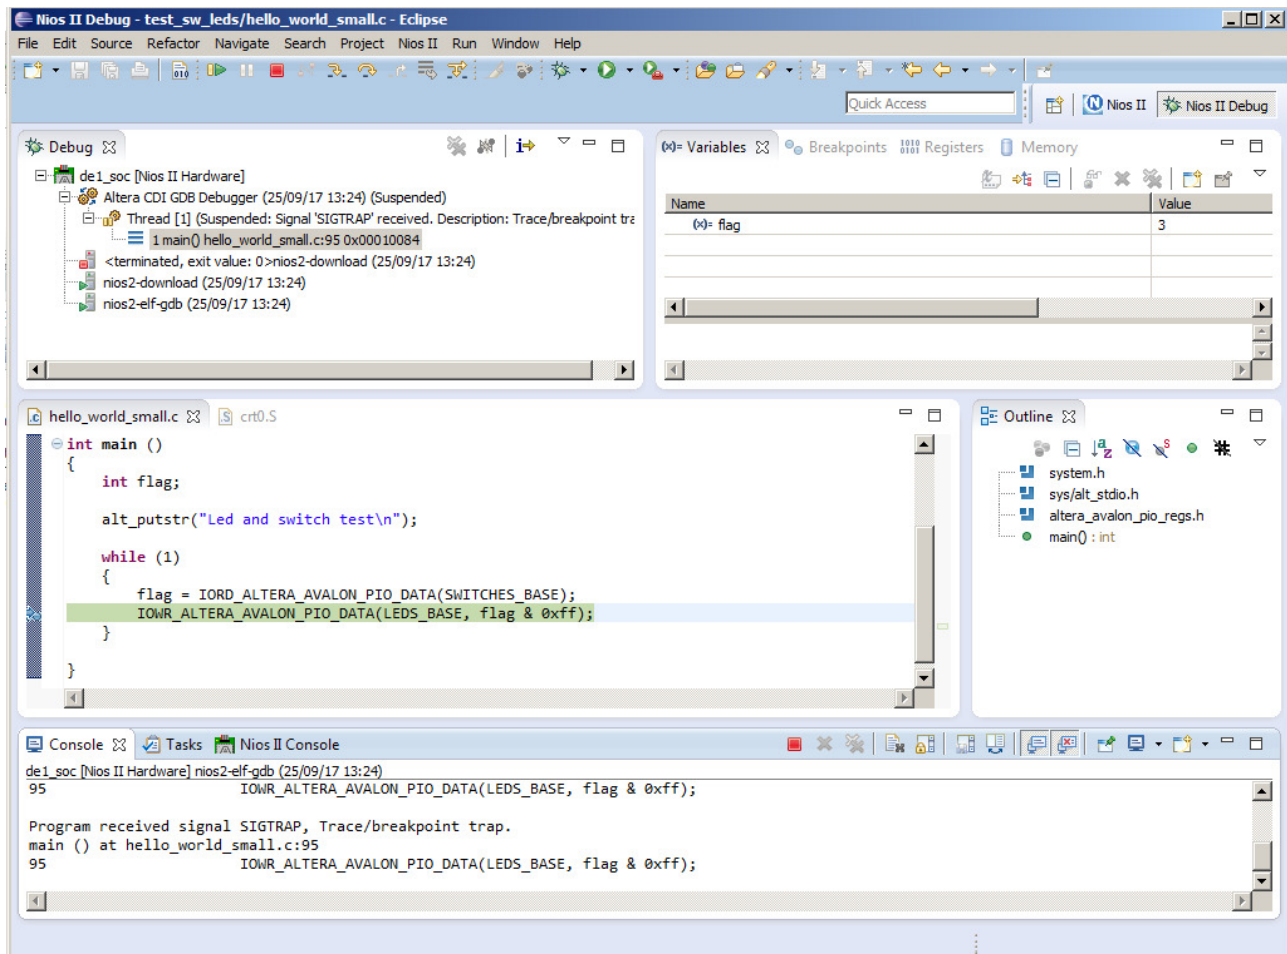 Nios II Debug - test_sw_leds/hello_world_small.c - Eclipse
File Edit Source Refactor Navigate Search Project Nios II Run Window Help
Quick Access
Nios II
Nios II Debug
Debug
de1_soc [Nios II Hardware]
Altera CDI GDB Debugger (25/09/17 13:24) (Suspended)
Thread [1] (Suspended: Signal 'SIGTRAP' received. Description: Trace/breakpoint tra
1 main() hello_world_small.c:95 0x00010084
<terminated, exit value: 0>nios2-download (25/09/17 13:24)
nios2-download (25/09/17 13:24)
nios2-elf-gdb (25/09/17 13:24)
(x)= Variables Breakpoints 1010 0101 Registers Memory
Name Value
(x)= flag 3
hello_world_small.c crt0.S
int main ()
{
int flag;
alt_putstr("Led and switch test\n");
while (1)
{
flag = IORD_ALTERA_AVALON_PIO_DATA(SWITCHES_BASE);
IOWR_ALTERA_AVALON_PIO_DATA(LEDS_BASE, flag & 0xff);
}
}
Outline
system.h
sys/alt_stdio.h
altera_avalon_pio_regs.h
main() : int
Console Tasks Nios II Console
de1_soc [Nios II Hardware] nios2-elf-gdb (25/09/17 13:24)
95 IOWR_ALTERA_AVALON_PIO_DATA(LEDS_BASE, flag & 0xff);
Program received signal SIGTRAP, Trace/breakpoint trap.
main () at hello_world_small.c:95
95 IOWR_ALTERA_AVALON_PIO_DATA(LEDS_BASE, flag & 0xff);